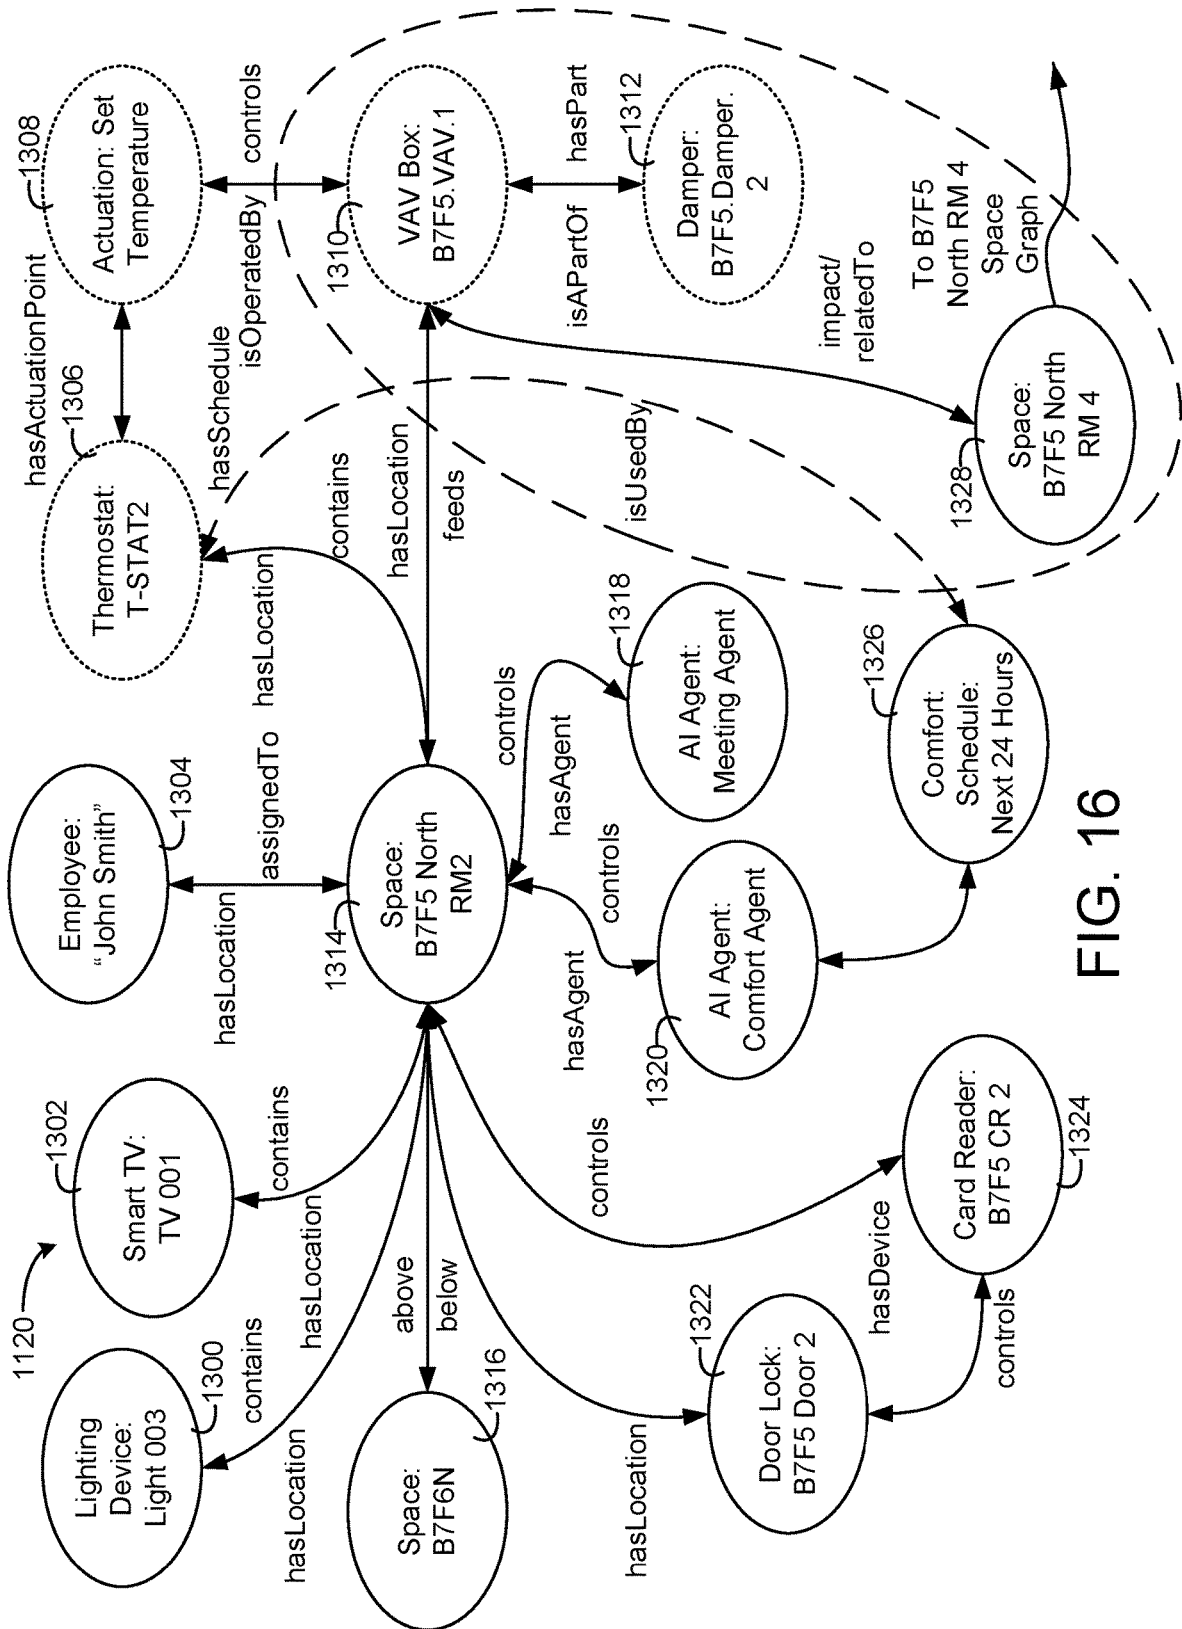 1120
Lighting
Device:
Light 003
1300
Smart TV:
TV 001
1302
Employee:
“John Smith”
1304
Thermostat:
T-STAT2
1306
hasActuationPoint
Actuation: Set
Temperature
1308
hasLocation
contains
hasLocation
contains
hasLocation
assignedTo
hasLocation
contains
hasSchedule
isOperatedBy
controls
Space:
B7F6N
1316
above
below
1314
Space:
B7F5 North
RM2
hasLocation
feeds
1310
VAV Box:
B7F5.VAV.1
isAPartOf
hasPart
hasLocation
controls
hasAgent
controls
hasAgent
controls
isUsedBy
Damper:
B7F5.Damper.
2
1312
Door Lock:
B7F5 Door 2
1322
1320
AI Agent:
Comfort Agent
AI Agent:
Meeting Agent
1318
impact/
relatedTo
hasDevice
controls
Card Reader:
B7F5 CR 2
1324
Comfort:
Schedule:
Next 24 Hours
1326
1328
Space:
B7F5 North
RM 4
To B7F5
North RM 4
Space
Graph
FIG. 16